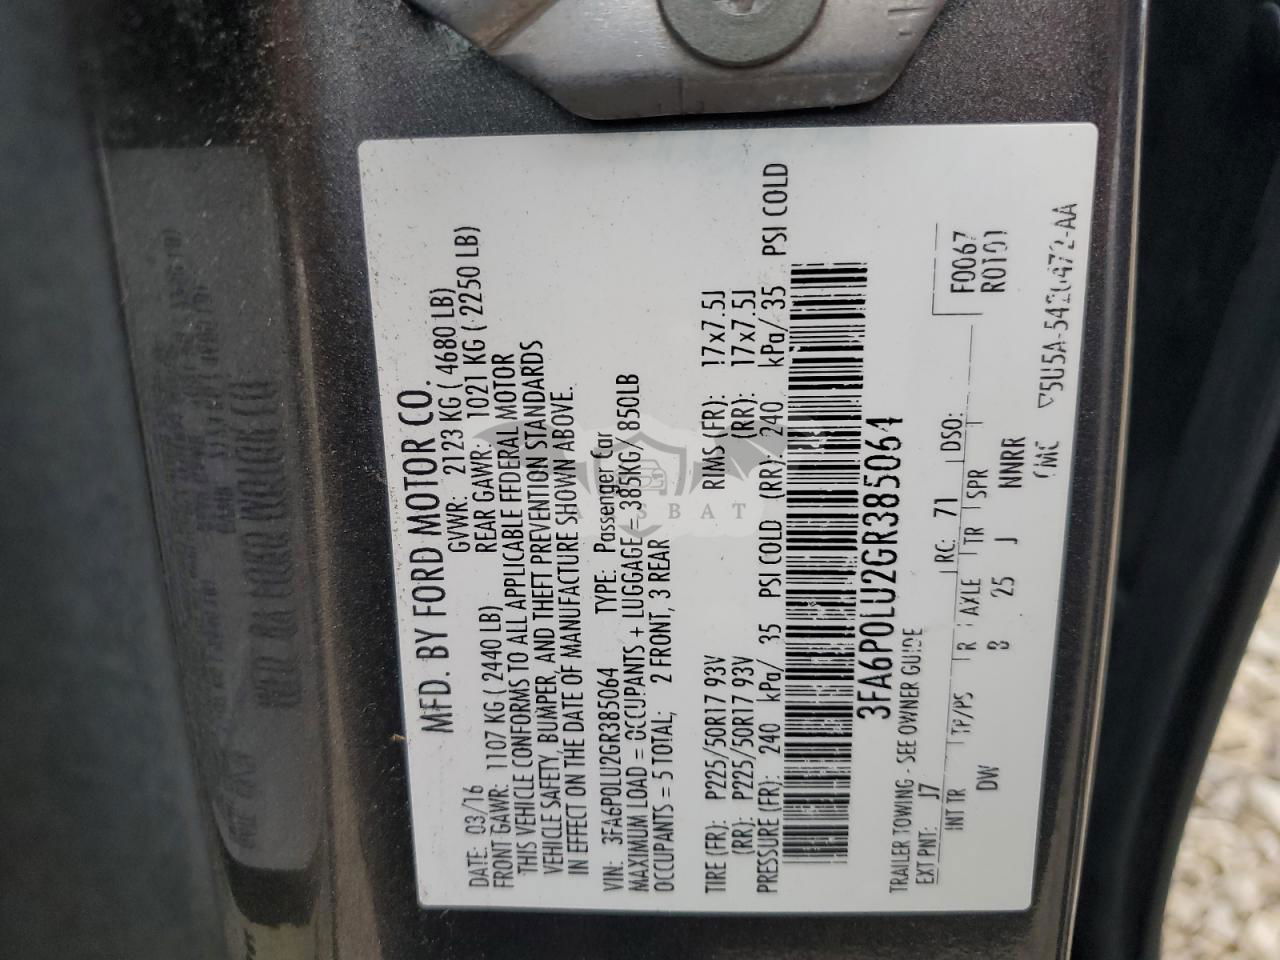 MFD. BY FORD MOTOR CO.
DATE: 03/16 GVWR: 2123 KG ( 4680 LB)
FRONT GAWR: 1107 KG ( 2440 LB) REAR GAWR: 1021 KG ( 2250 LB)
THIS VEHICLE CONFORMS TO ALL APPLICABLE FEDERAL MOTOR
VEHICLE SAFETY, BUMPER, AND THEFT PREVENTION STANDARDS
IN EFFECT ON THE DATE OF MANUFACTURE SHOWN ABOVE.
VIN: 3FA6P0LU2GR385064 TYPE: Passenger Car
MAXIMUM LOAD = OCCUPANTS + LUGGAGE = 385KG/ 850LB
OCCUPANTS = 5 TOTAL; 2 FRONT, 3 REAR
TIRE (FR): P225/50R17 93V RIMS (FR): 17x7.5J
(RR): P225/50R17 93V (RR): 17x7.5J
PRESSURE (FR): 240 kPa/ 35 PSI COLD (RR): 240 kPa/ 35 PSI COLD
3FA6P0LU2GR385064
TRAILER TOWING - SEE OWNER GUIDE
EXT PNT: J7 RC: 71 DSO: F0067
R0101
INT TR TP/PS R AXLE TR SPR
DW B 25 J NNRR